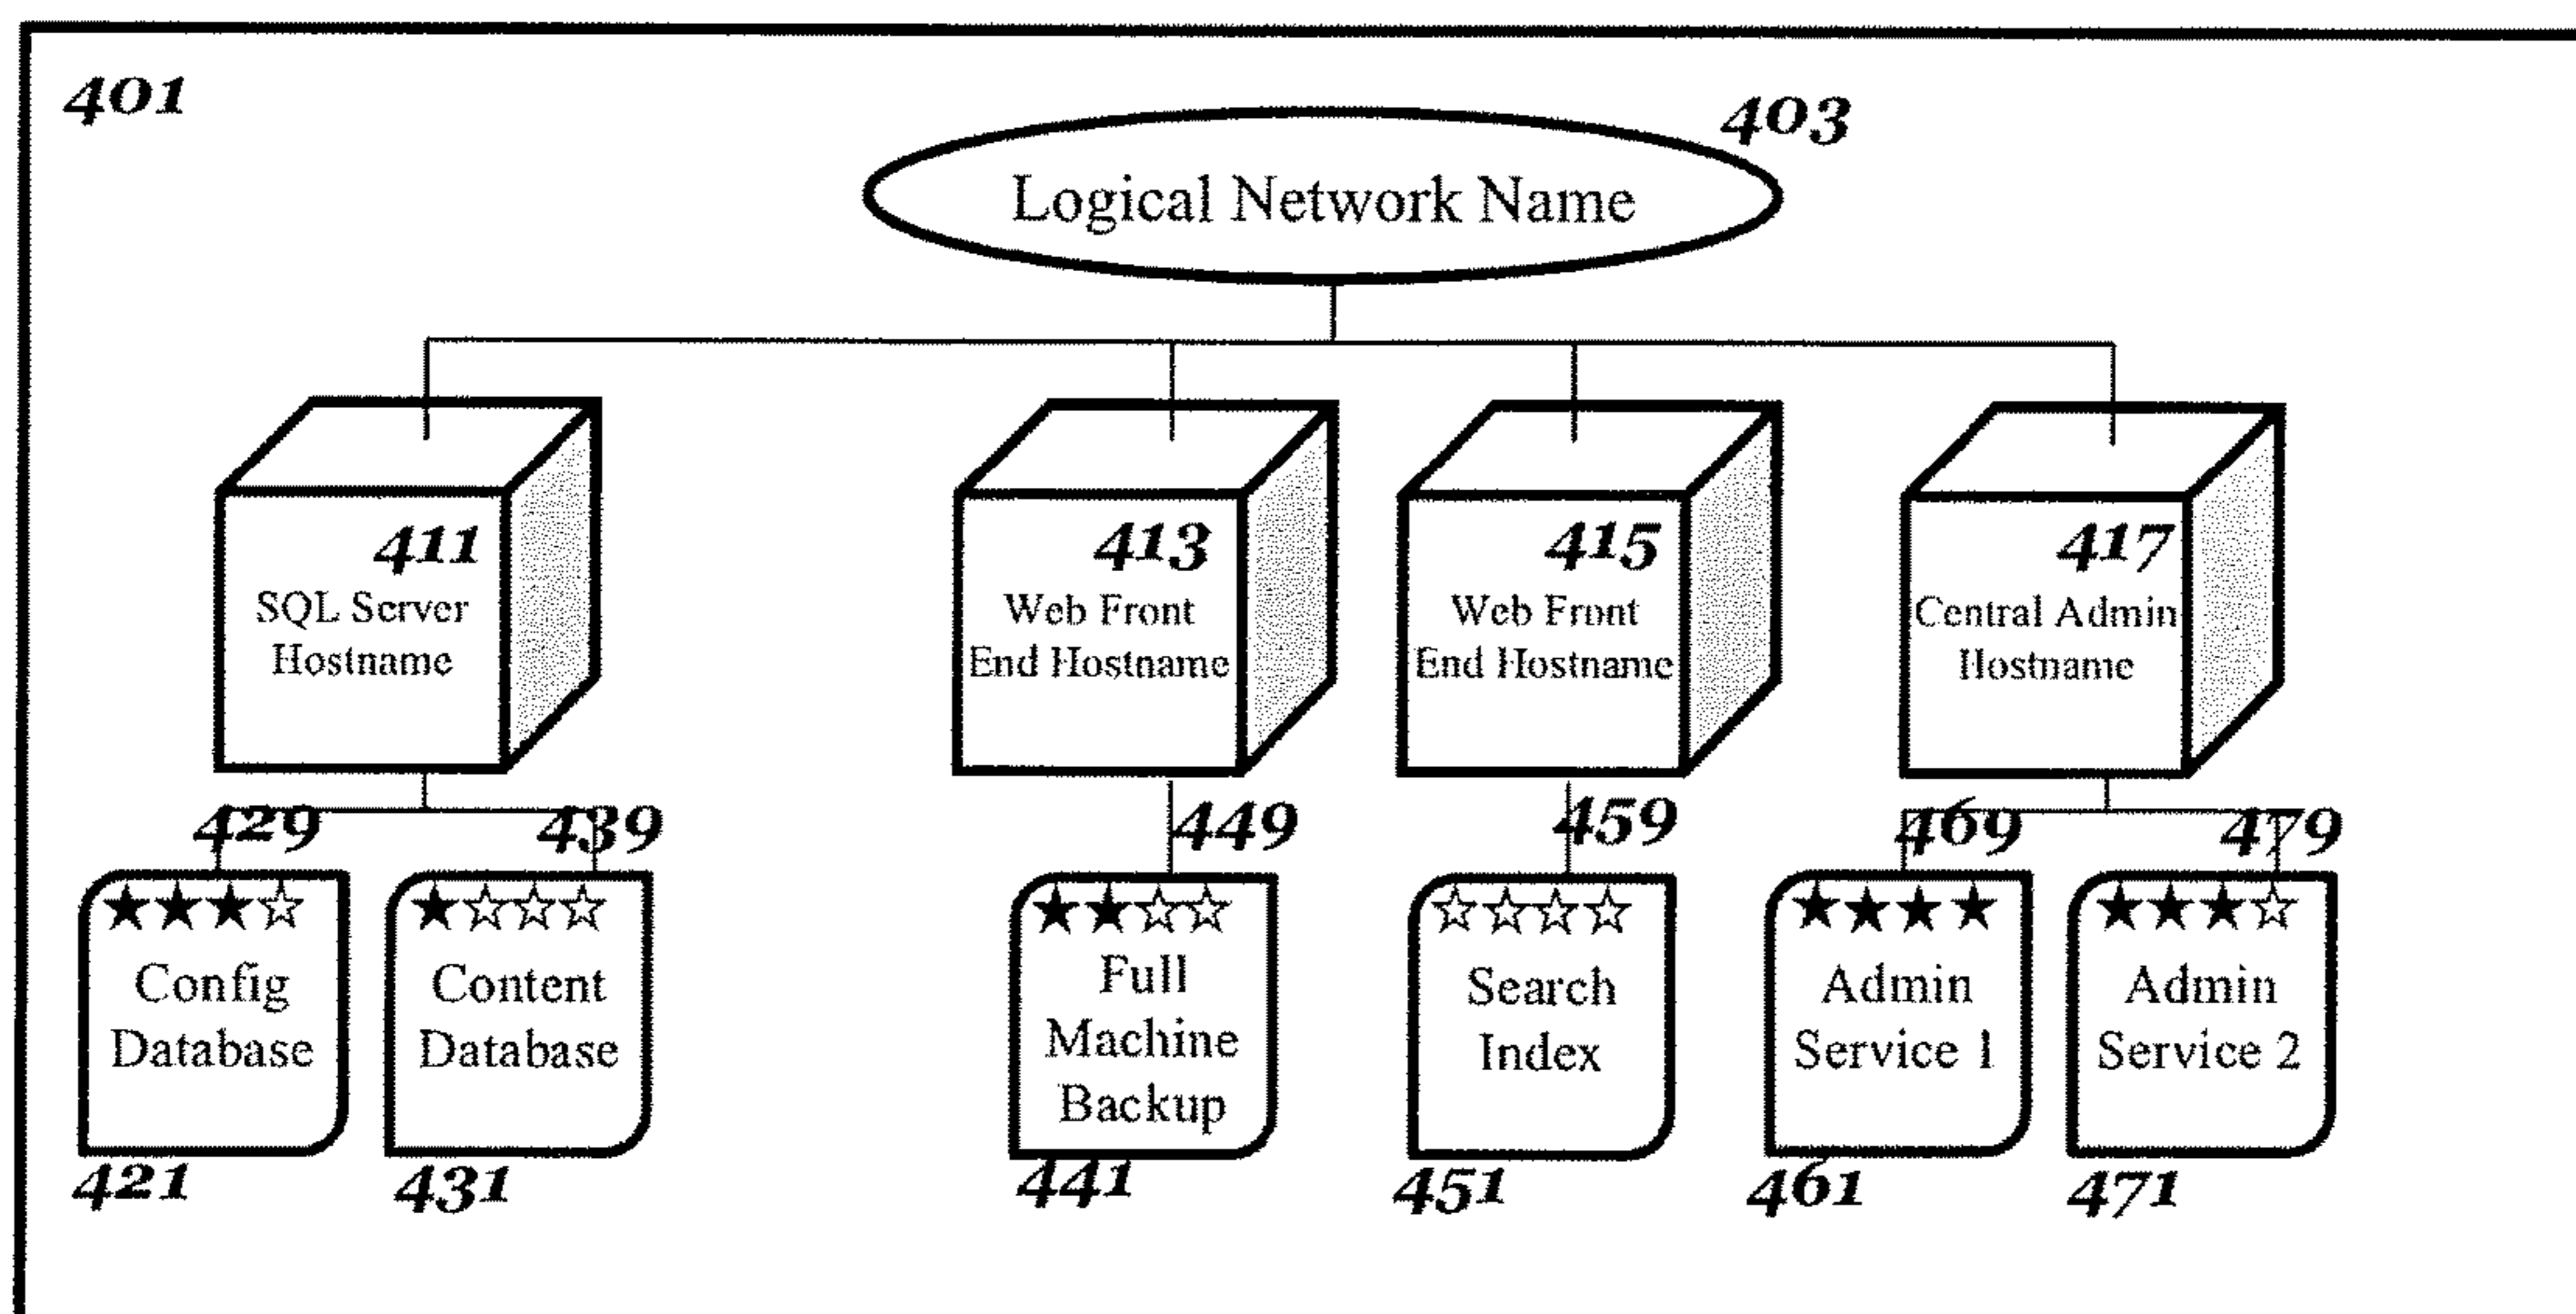 401
403
Logical Network Name
411
SQL Server
Hostname
413
Web Front
End Hostname
415
Web Front
End Hostname
417
Central Admin
Hostname
429
439
449
459
469
479
Config
Database
Content
Database
Full
Machine
Backup
Search
Index
Admin
Service 1
Admin
Service 2
421
431
441
451
461
471